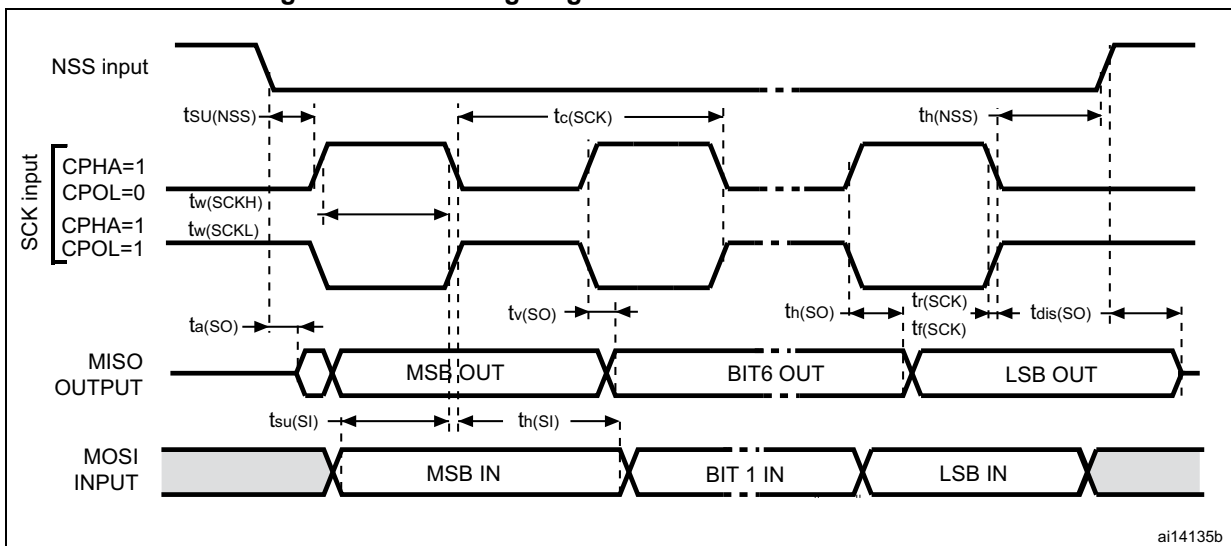 NSS input
tSU(NSS)
tc(SCK)
th(NSS)
SCK input
CPHA=1
CPOL=0
tw(SCKH)
CPHA=1
tw(SCKL)
CPOL=1
ta(SO)
tv(SO)
th(SO)
tr(SCK)
tf(SCK)
tdis(SO)
MISO
OUTPUT
MSB OUT
BIT6 OUT
LSB OUT
tsu(SI)
th(SI)
MOSI
INPUT
MSB IN
BIT 1 IN
LSB IN
ai14135b